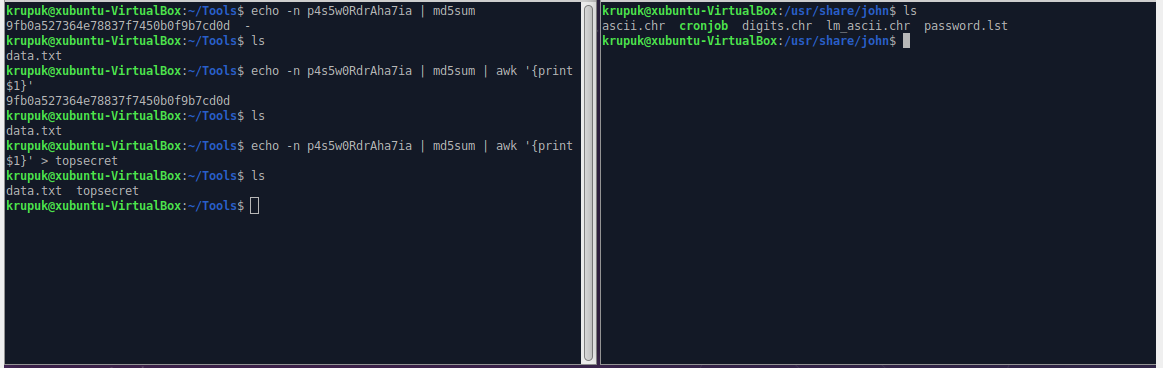 krupuk@xubuntu-VirtualBox:~/Tools$ echo -n p4s5w0RdrAha7ia | md5sum
9fb0a527364e78837f7450b0f9b7cd0d  -
krupuk@xubuntu-VirtualBox:~/Tools$ ls
data.txt
krupuk@xubuntu-VirtualBox:~/Tools$ echo -n p4s5w0RdrAha7ia | md5sum | awk '{print
$1}'
9fb0a527364e78837f7450b0f9b7cd0d
krupuk@xubuntu-VirtualBox:~/Tools$ ls
data.txt
krupuk@xubuntu-VirtualBox:~/Tools$ echo -n p4s5w0RdrAha7ia | md5sum | awk '{print
$1}' > topsecret
krupuk@xubuntu-VirtualBox:~/Tools$ ls
data.txt  topsecret
krupuk@xubuntu-VirtualBox:~/Tools$
krupuk@xubuntu-VirtualBox:/usr/share/john$ ls
ascii.chr  cronjob  digits.chr  lm_ascii.chr  password.lst
krupuk@xubuntu-VirtualBox:/usr/share/john$